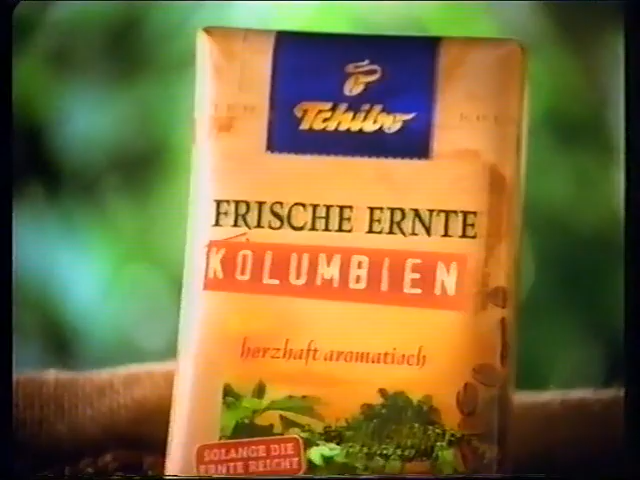 Tchibo
FRISCHE ERNTE
KOLUMBIEN
herzhaft aromatisch
SOLANGE DIE
ERNTE REICHT